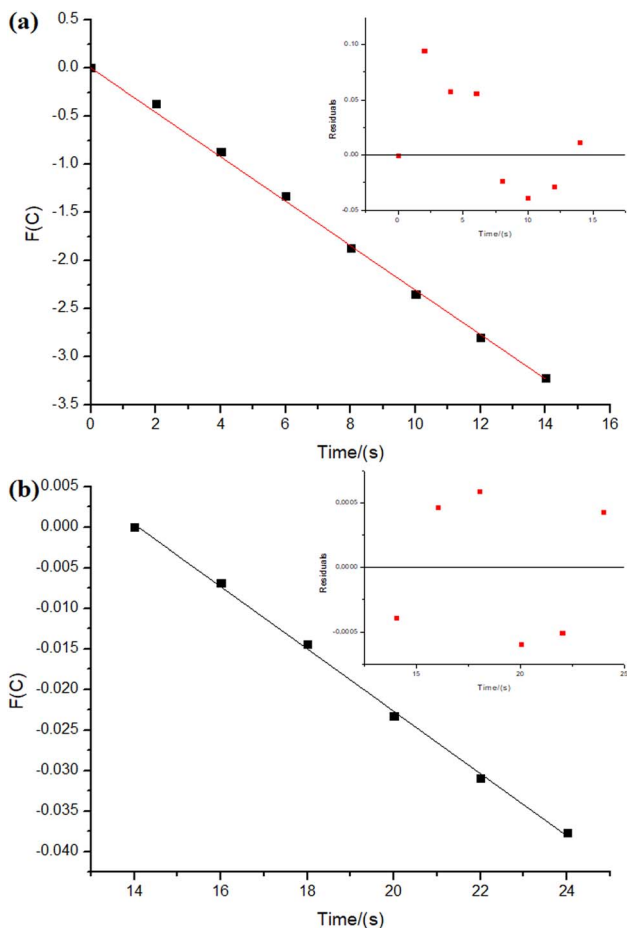 (a)
0.5
0.0
-0.5
-1.0
-1.5
-2.0
-2.5
-3.0
-3.5
F(C)
0 2 4 6 8 10 12 14 16
Time/(s)
0.10
0.05
0.00
-0.05
Residuals
0 5 10 15
Time/(s)
(b)
0.005
0.000
-0.005
-0.010
-0.015
-0.020
-0.025
-0.030
-0.035
-0.040
F(C)
14 16 18 20 22 24
Time/(s)
0.0005
0.0000
-0.0005
Residuals
15 20 25
Time/(s)